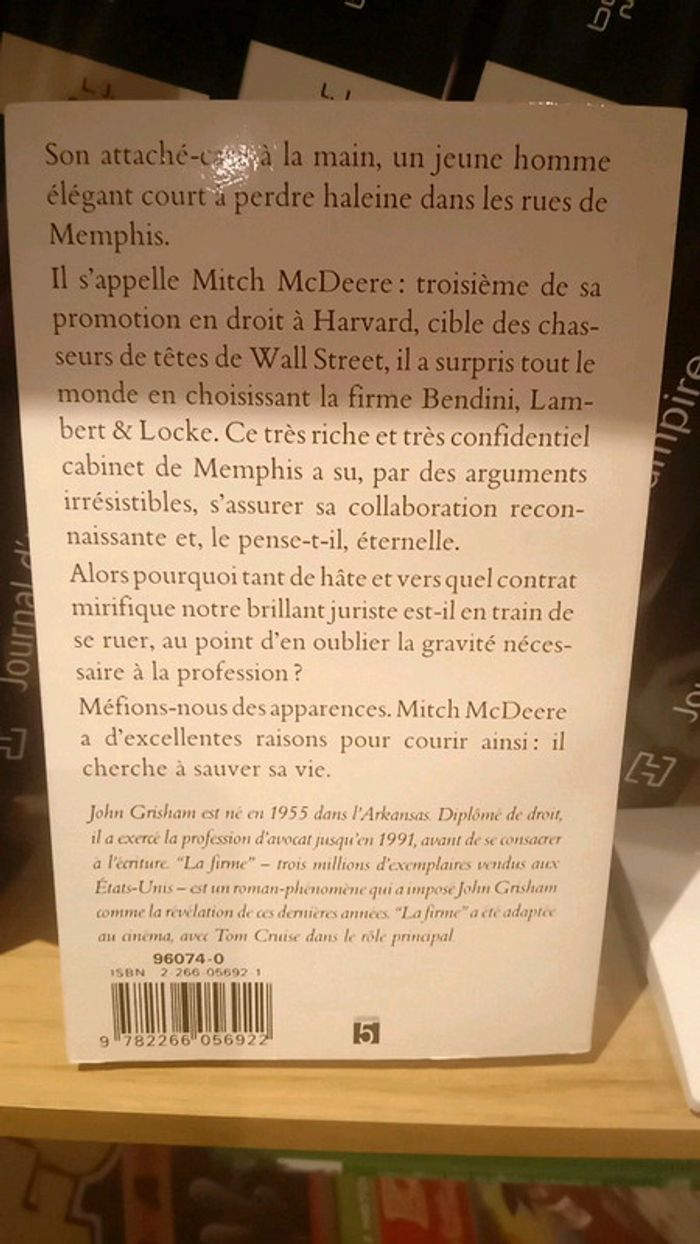 L. J.
L. J.
Son attaché- à la main, un jeune homme
élégant court à perdre haleine dans les rues de
Memphis.
Il s'appelle Mitch McDeere : troisième de sa
promotion en droit à Harvard, cible des chas-
seurs de têtes de Wall Street, il a surpris tout le
monde en choisissant la firme Bendini, Lam-
bert & Locke. Ce très riche et très confidentiel
cabinet de Memphis a su, par des arguments
irrésistibles, s'assurer sa collaboration recon-
naissante et, le pense-t-il, éternelle.
Alors pourquoi tant de hâte et vers quel contrat
mirifique notre brillant juriste est-il en train de
se ruer, au point d'en oublier la gravité néces-
saire à la profession ?
Méfions-nous des apparences. Mitch McDeere
a d'excellentes raisons pour courir ainsi : il
cherche à sauver sa vie.
John Grisham est né en 1955 dans l'Arkansas. Diplômé de droit,
il a exercé la profession d'avocat jusqu'en 1991, avant de se consacrer
à l'écriture. "La firme" – trois millions d'exemplaires vendus aux
États-Unis – est un roman-phénomène qui a imposé John Grisham
comme la révélation de ces dernières années. "La firme" a été adaptée
au cinéma, avec Tom Cruise dans le rôle principal.
96074-0
ISBN 2 266 05692 1
9 782266 056922
5
Journal d'
mpire
Jou
H